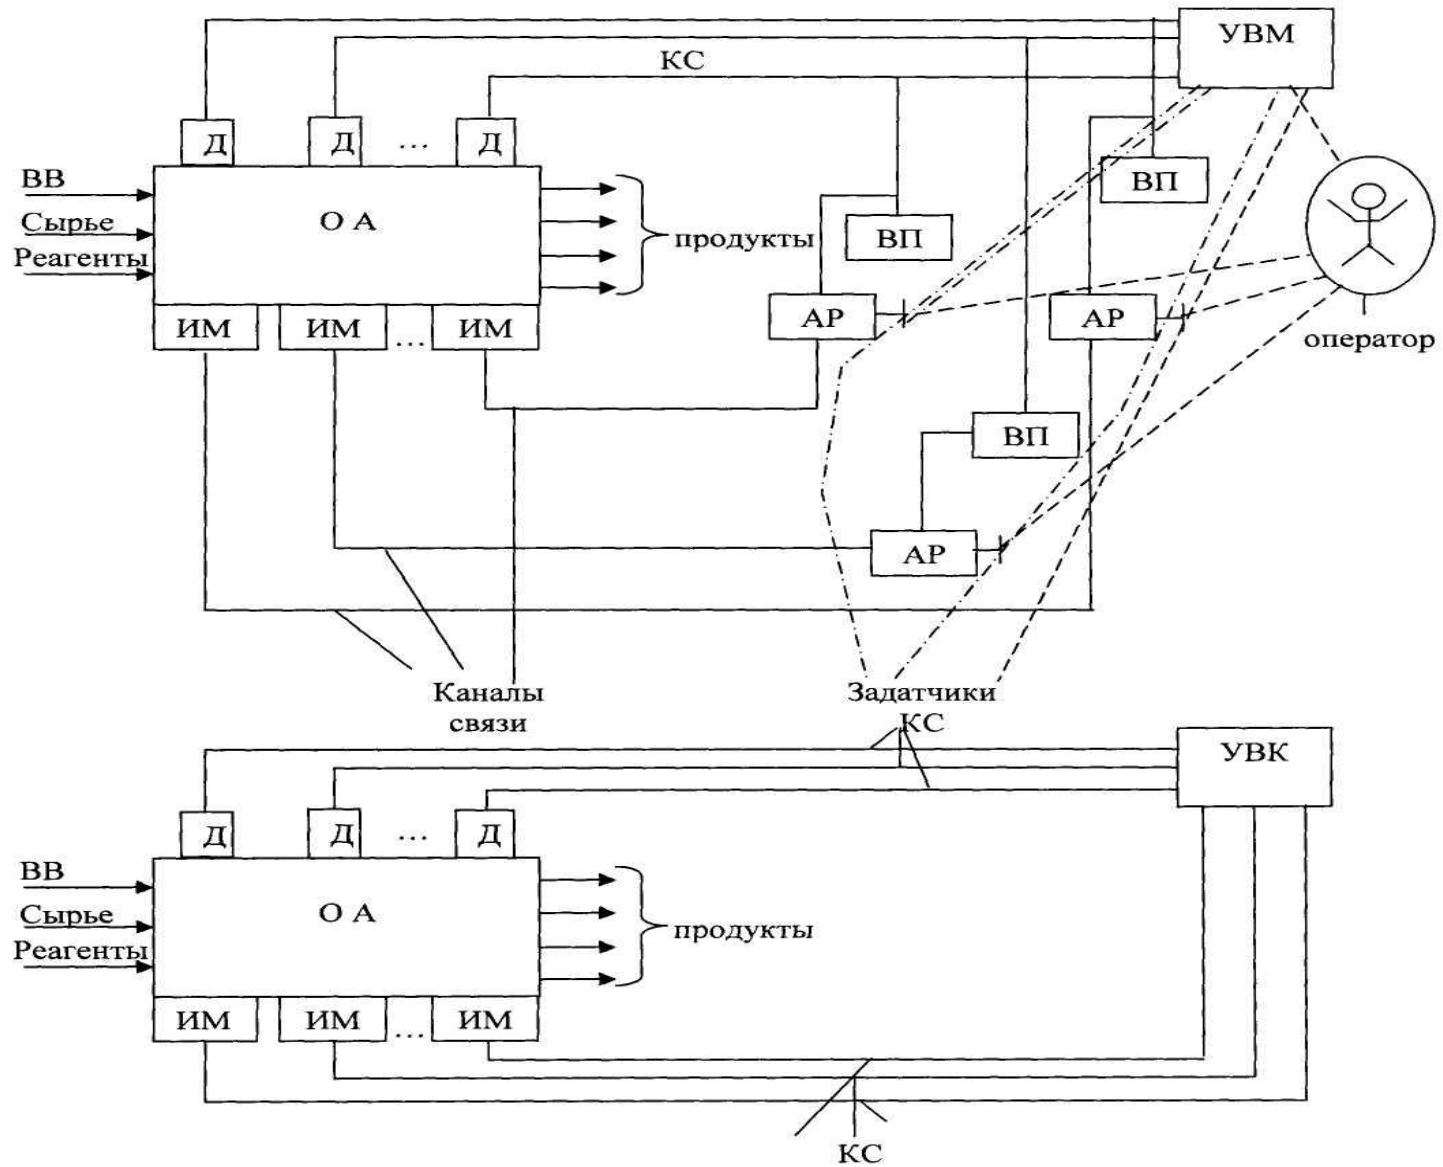 УВМ
КС
Д Д ... Д
ВП
ВВ
О А
Сырье
ВП
продукты
Реагенты
АР
АР
ИМ ИМ ... ИМ
оператор
ВП
АР
Каналы
связи
Задатчики
КС
УВК
Д Д ... Д
ВВ
О А
Сырье
продукты
Реагенты
ИМ ИМ ... ИМ
КС